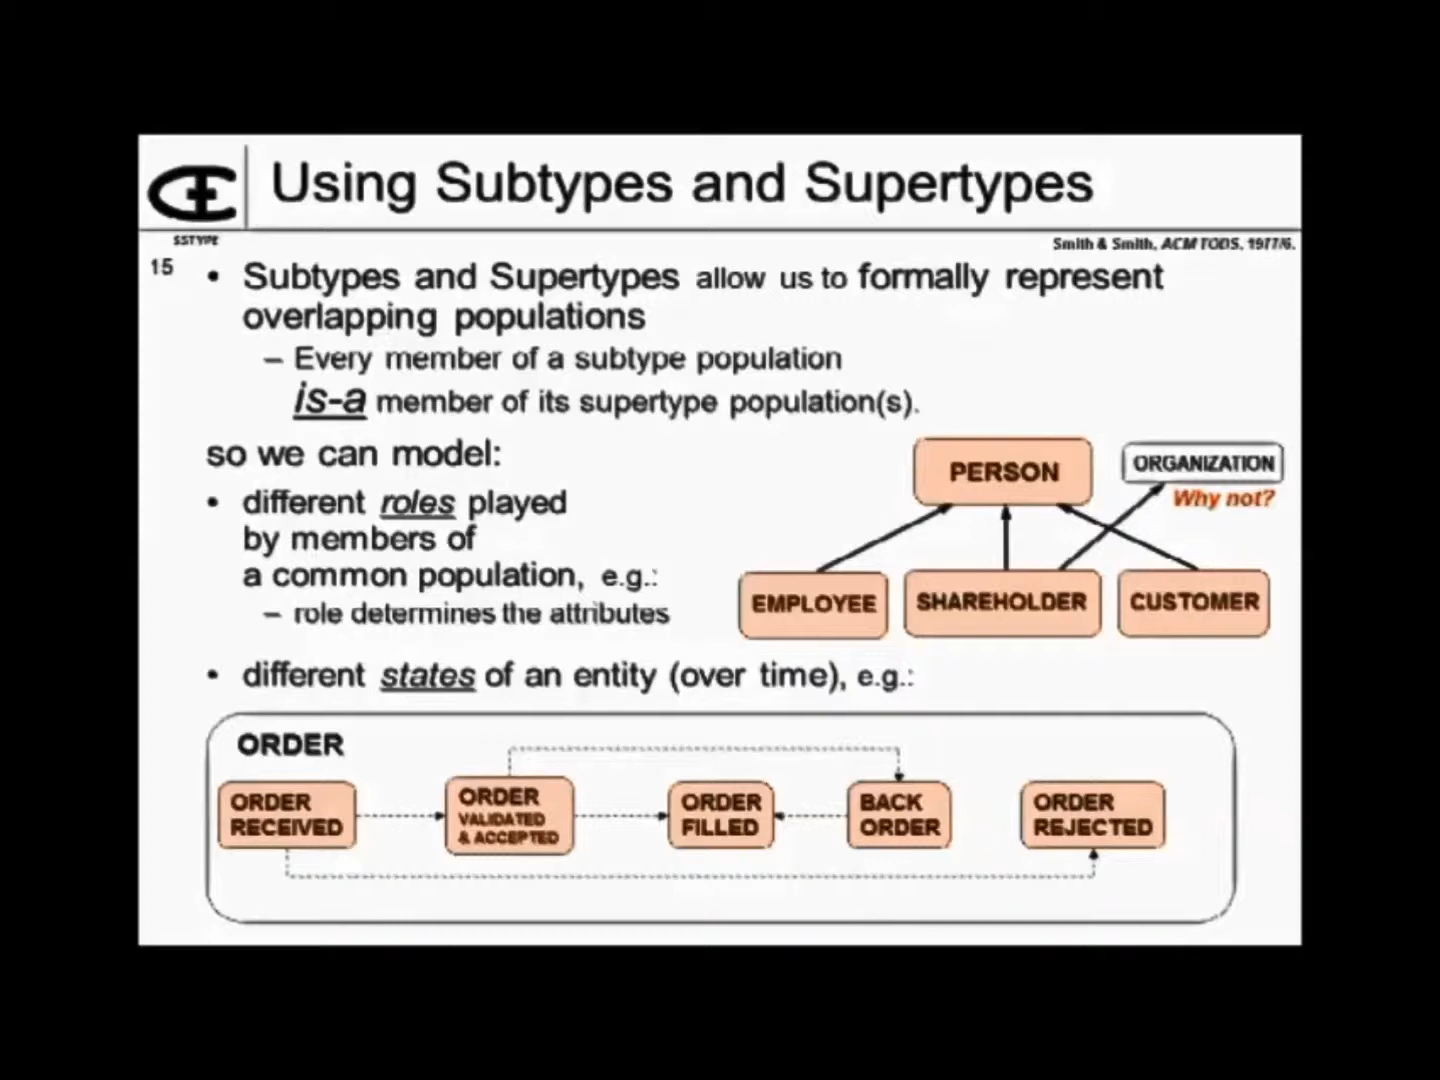 Using Subtypes and Supertypes
SSTYPE
Smith & Smith, ACM TODS, 1977/6.
15
• Subtypes and Supertypes allow us to formally represent
overlapping populations
– Every member of a subtype population
is-a member of its supertype population(s).
so we can model:
• different roles played
by members of
a common population, e.g.:
– role determines the attributes
PERSON
ORGANIZATION
Why not?
EMPLOYEE
SHAREHOLDER
CUSTOMER
• different states of an entity (over time), e.g.:
ORDER
ORDER
RECEIVED
ORDER
VALIDATED
& ACCEPTED
ORDER
FILLED
BACK
ORDER
ORDER
REJECTED